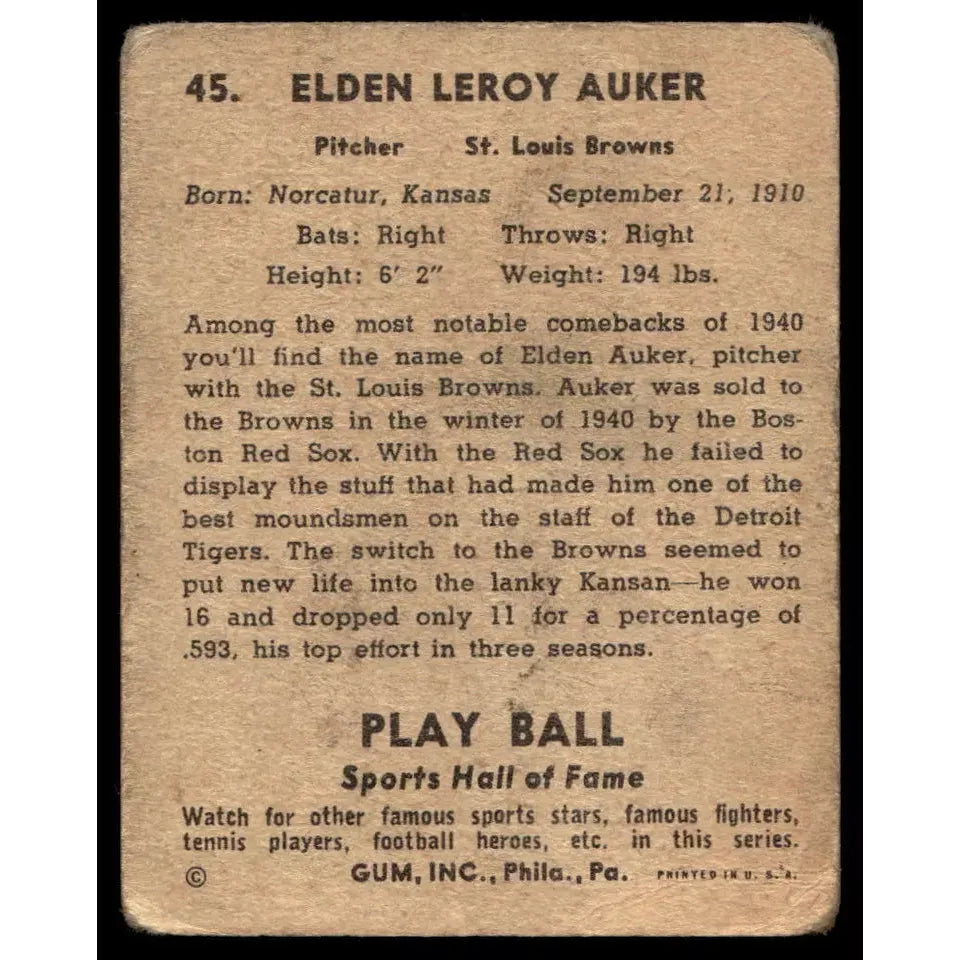 45. ELDEN LEROY AUKER
Pitcher St. Louis Browns
Born: Norcatur, Kansas September 21, 1910
Bats: Right Throws: Right
Height: 6' 2" Weight: 194 lbs.
Among the most notable comebacks of 1940
you'll find the name of Elden Auker, pitcher
with the St. Louis Browns. Auker was sold to
the Browns in the winter of 1940 by the Bos-
ton Red Sox. With the Red Sox he failed to
display the stuff that had made him one of the
best moundsmen on the staff of the Detroit
Tigers. The switch to the Browns seemed to
put new life into the lanky Kansan—he won
16 and dropped only 11 for a percentage of
.593, his top effort in three seasons.
PLAY BALL
Sports Hall of Fame
Watch for other famous sports stars, famous fighters,
tennis players, football heroes, etc. in this series.
© GUM, INC., Phila., Pa. PRINTED IN U. S. A.